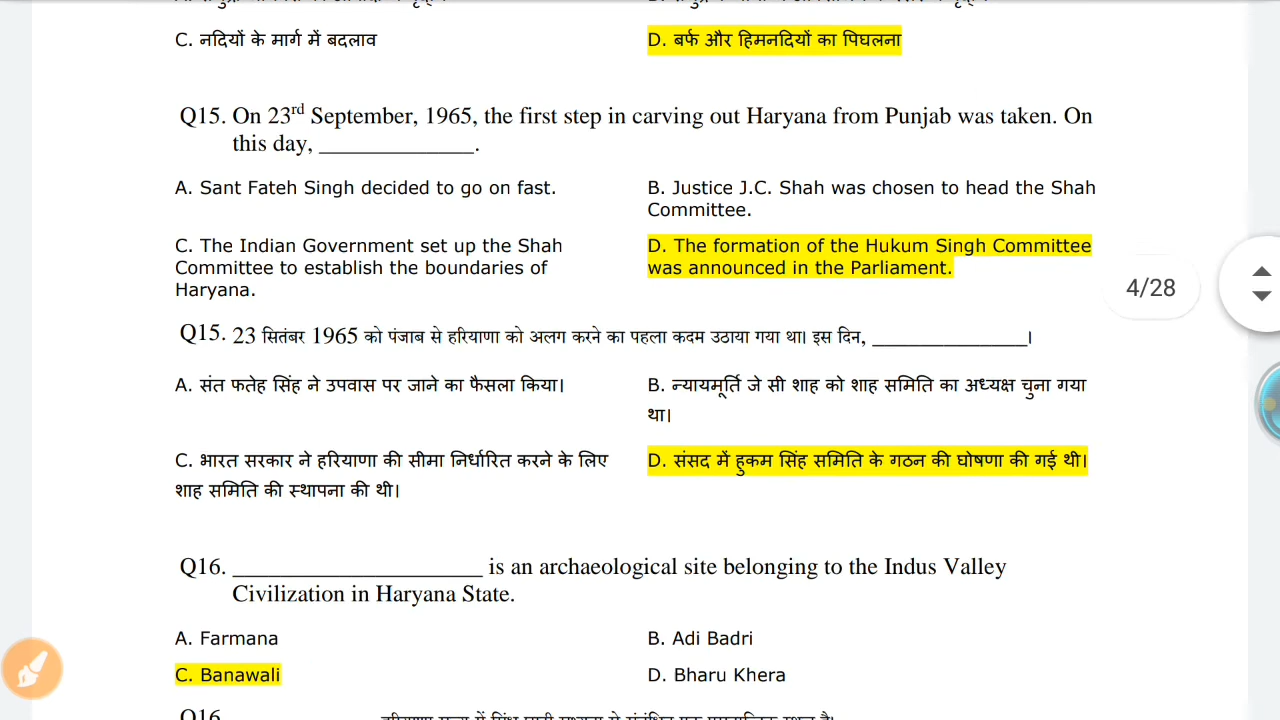 C. नदियों के मार्ग में बदलाव
D. बर्फ और हिमनदियों का पिघलना
Q15. On 23rd September, 1965, the first step in carving out Haryana from Punjab was taken. On
this day, _____________.
A. Sant Fateh Singh decided to go on fast.
B. Justice J.C. Shah was chosen to head the Shah
Committee.
C. The Indian Government set up the Shah
Committee to establish the boundaries of
Haryana.
D. The formation of the Hukum Singh Committee
was announced in the Parliament.
4/28
Q15. 23 सितंबर 1965 को पंजाब से हरियाणा को अलग करने का पहला कदम उठाया गया था। इस दिन, _____________।
A. संत फतेह सिंह ने उपवास पर जाने का फैसला किया।
B. न्यायमूर्ति जे सी शाह को शाह समिति का अध्यक्ष चुना गया
था।
C. भारत सरकार ने हरियाणा की सीमा निर्धारित करने के लिए
शाह समिति की स्थापना की थी।
D. संसद में हुकम सिंह समिति के गठन की घोषणा की गई थी।
Q16. _____________________ is an archaeological site belonging to the Indus Valley
Civilization in Haryana State.
A. Farmana
B. Adi Badri
C. Banawali
D. Bharu Khera
Q16.